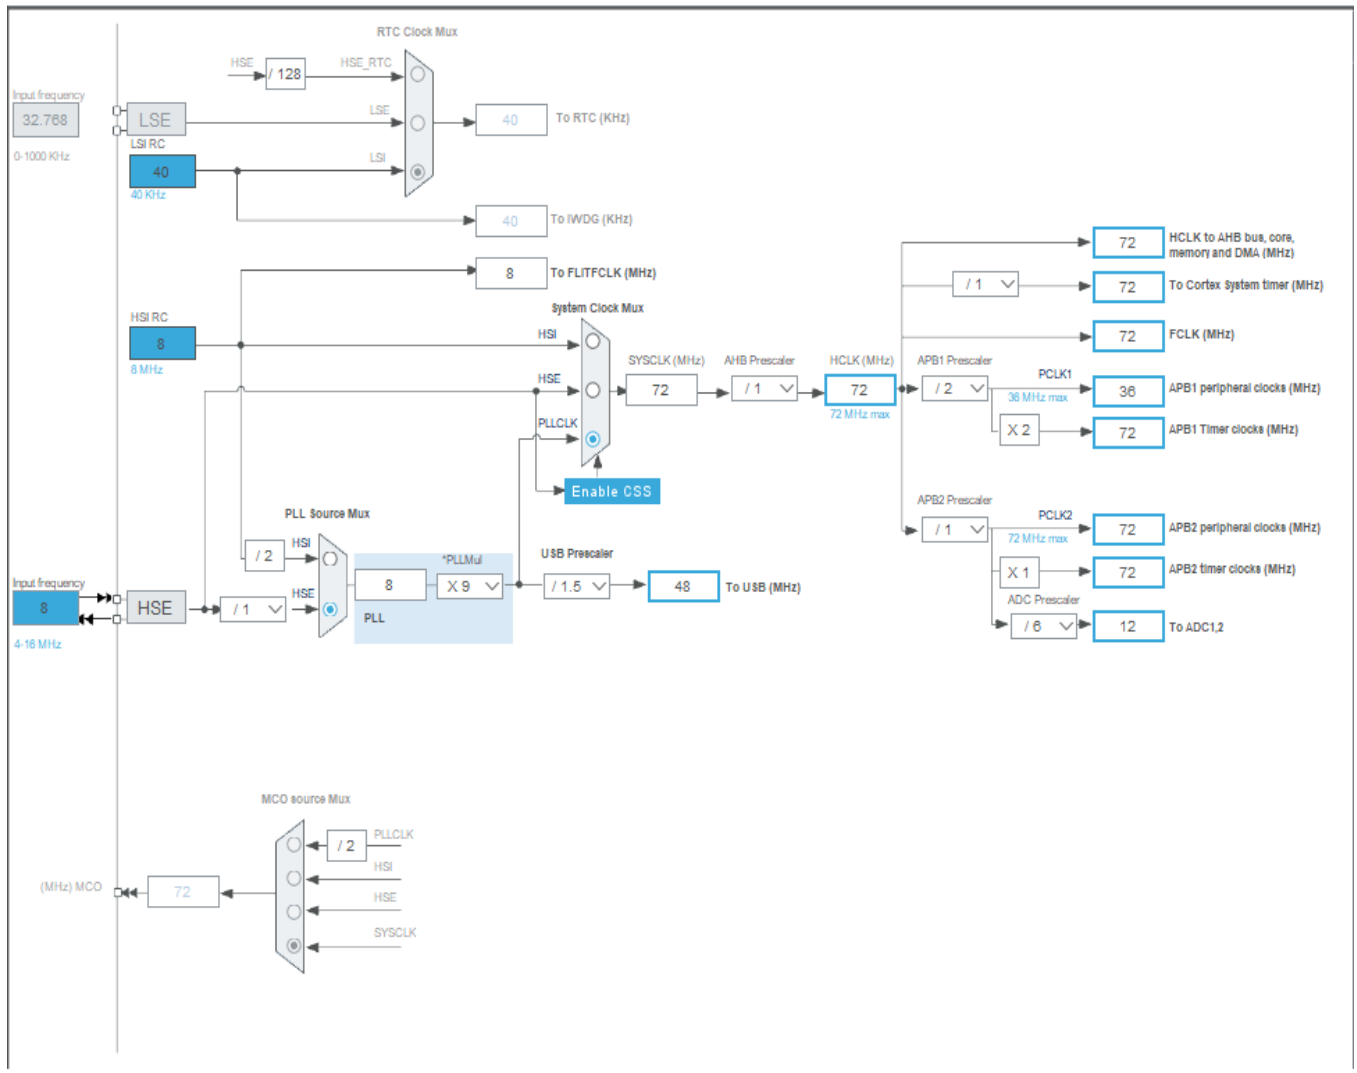 RTC Clock Mux
HSE
/ 128
HSE_RTC
Input frequency
32.768
LSE
LSE
40
To RTC (KHz)
0-1000 KHz
LSI RC
40
LSI
40 KHz
40
To IWDG (KHz)
8
To FLITFCLK (MHz)
72
HCLK to AHB bus, core,
memory and DMA (MHz)
/ 1
72
To Cortex System timer (MHz)
System Clock Mux
HSI RC
8
8 MHz
HSI
72
FCLK (MHz)
SYSCLK (MHz)
AHB Prescaler
HCLK (MHz)
APB1 Prescaler
HSE
72
/ 1
72
72 MHz max
/ 2
PCLK1
36 MHz max
36
APB1 peripheral clocks (MHz)
PLLCLK
X 2
72
APB1 Timer clocks (MHz)
Enable CSS
APB2 Prescaler
PLL Source Mux
/ 1
PCLK2
72 MHz max
72
APB2 peripheral clocks (MHz)
/ 2
HSI
*PLLMul
USB Prescaler
X 1
72
APB2 timer clocks (MHz)
Input frequency
8
HSE
/ 1
HSE
8
X 9
/ 1.5
48
To USB (MHz)
PLL
ADC Prescaler
/ 6
12
To ADC1,2
4-16 MHz
MCO source Mux
/ 2
PLLCLK
HSI
(MHz) MCO
72
HSE
SYSCLK